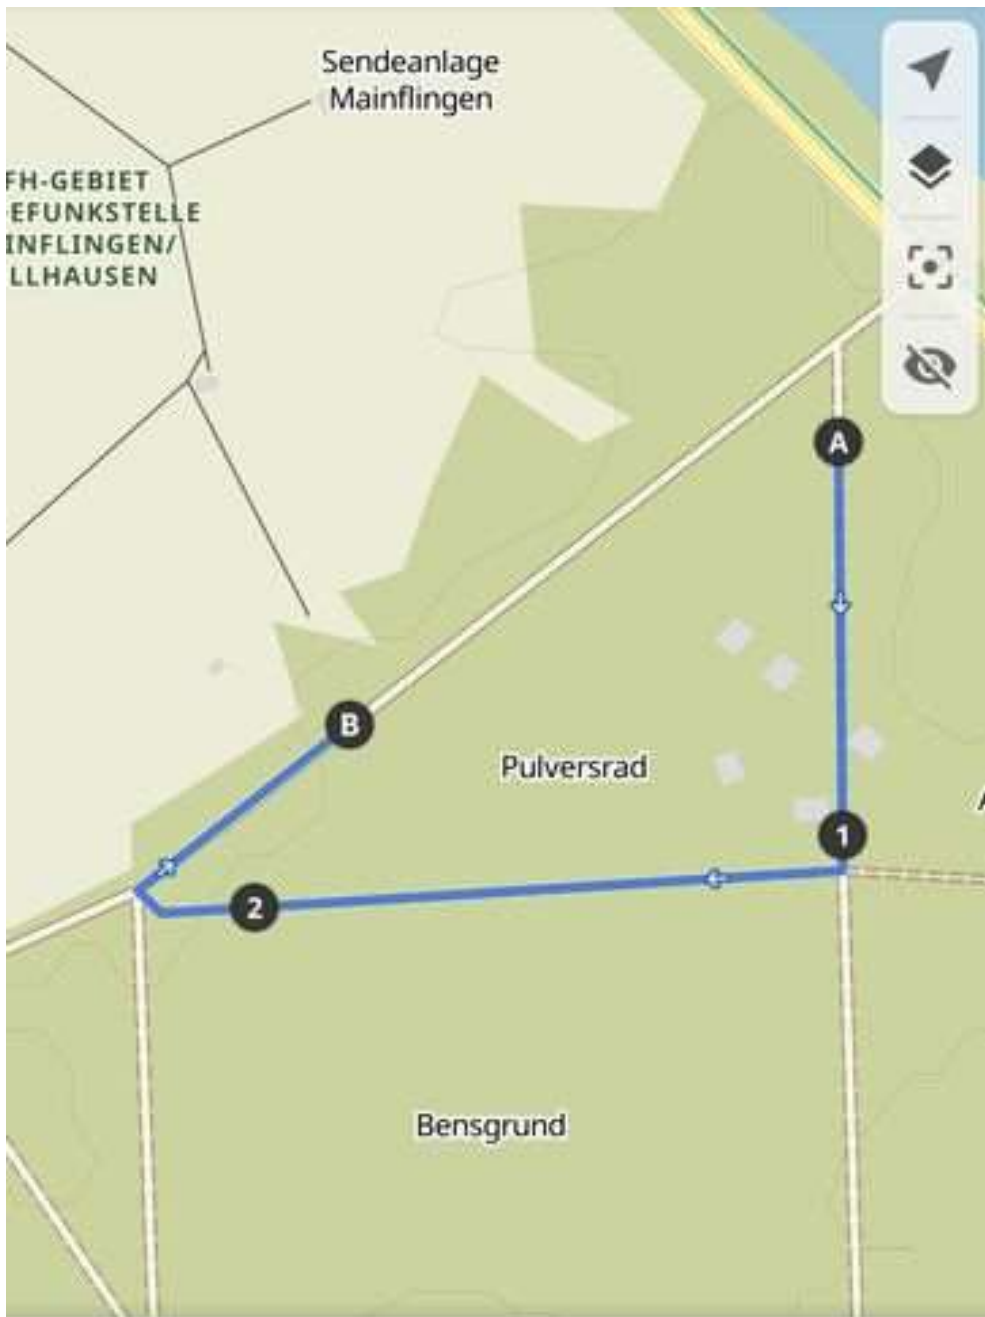 Sendeanlage
Mainflingen
FH-GEBIET
EFUNKSTELLE
INFLINGEN/
LLHAUSEN
A
B
Pulversrad
1
2
Bensgrund